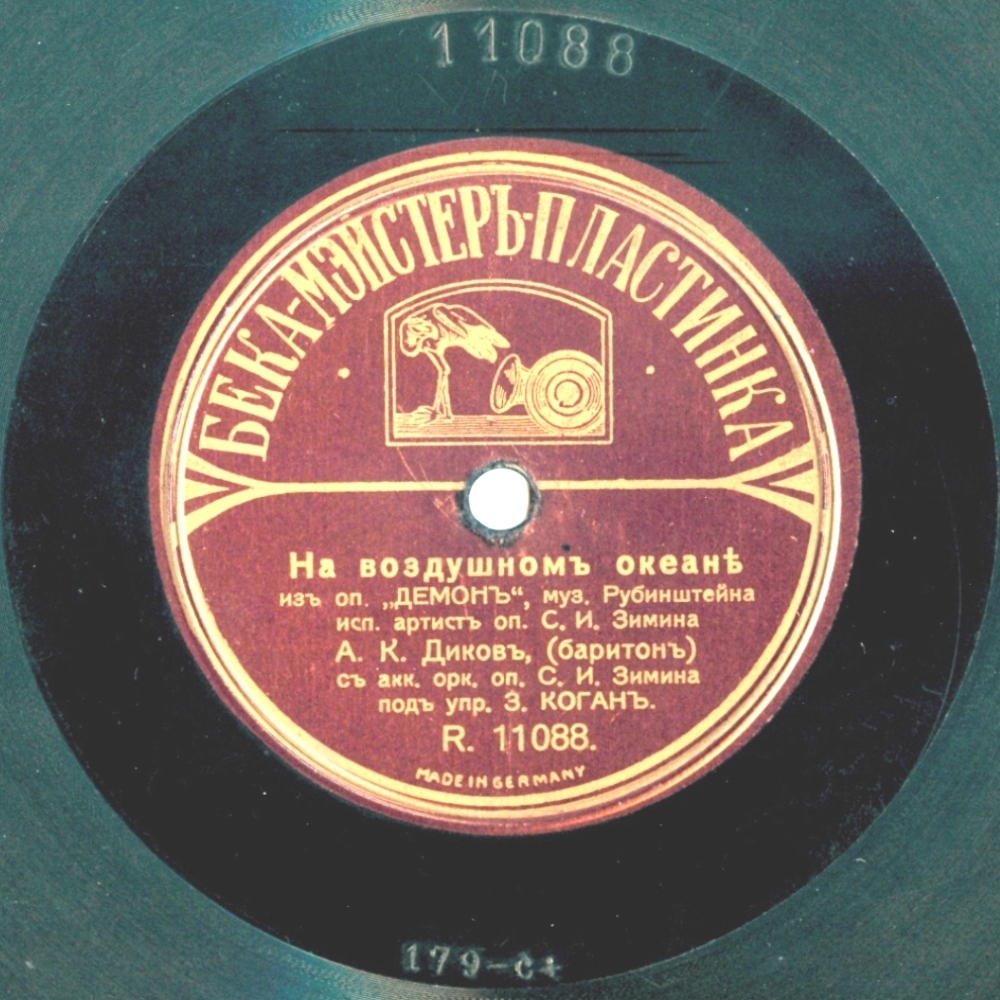 11088
БЕКА-МЭЙСТЕРЪ-ПЛАСТИНКА
На воздушномъ океанѣ
изъ оп. „ДЕМОНЪ“, муз. Рубинштейна
исп. артистъ оп. С. И. Зимина
А. К. Диковъ, (баритонъ)
съ акк. орк. оп. С. И. Зимина
подъ упр. З. КОГАНЪ.
R. 11088.
MADE IN GERMANY
179-c+